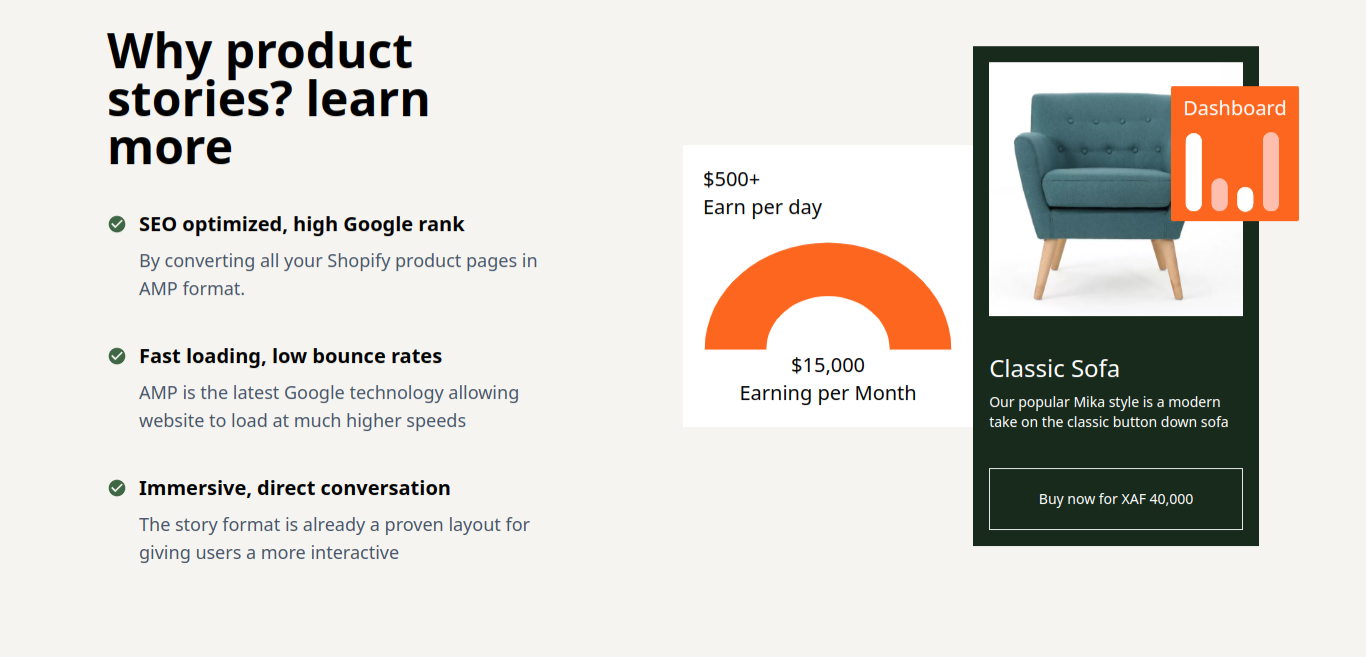 Why product
stories? learn
more
SEO optimized, high Google rank
By converting all your Shopify product pages in
AMP format.
Fast loading, low bounce rates
AMP is the latest Google technology allowing
website to load at much higher speeds
Immersive, direct conversation
The story format is already a proven layout for
giving users a more interactive
$500+
Earn per day
$15,000
Earning per Month
Dashboard
Classic Sofa
Our popular Mika style is a modern
take on the classic button down sofa
Buy now for XAF 40,000